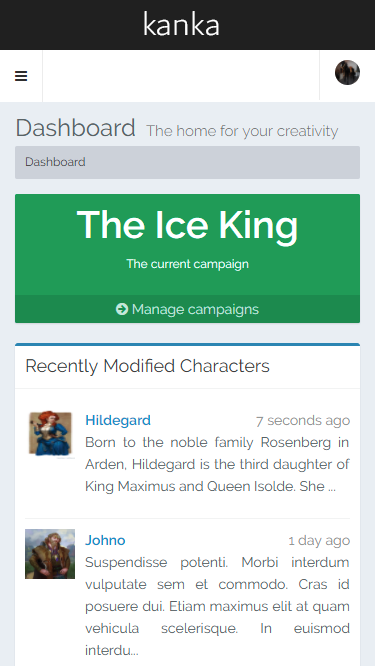 kanka
Dashboard The home for your creativity
Dashboard
The Ice King
The current campaign
Manage campaigns
Recently Modified Characters
Hildegard 7 seconds ago
Born to the noble family Rosenberg in
Arden, Hildegard is the third daughter of
King Maximus and Queen Isolde. She ...
Johno 1 day ago
Suspendisse potenti. Morbi interdum
vulputate sem et commodo. Cras id
posuere dui. Etiam maximus elit at quam
vehicula scelerisque. In euismod
interdu...